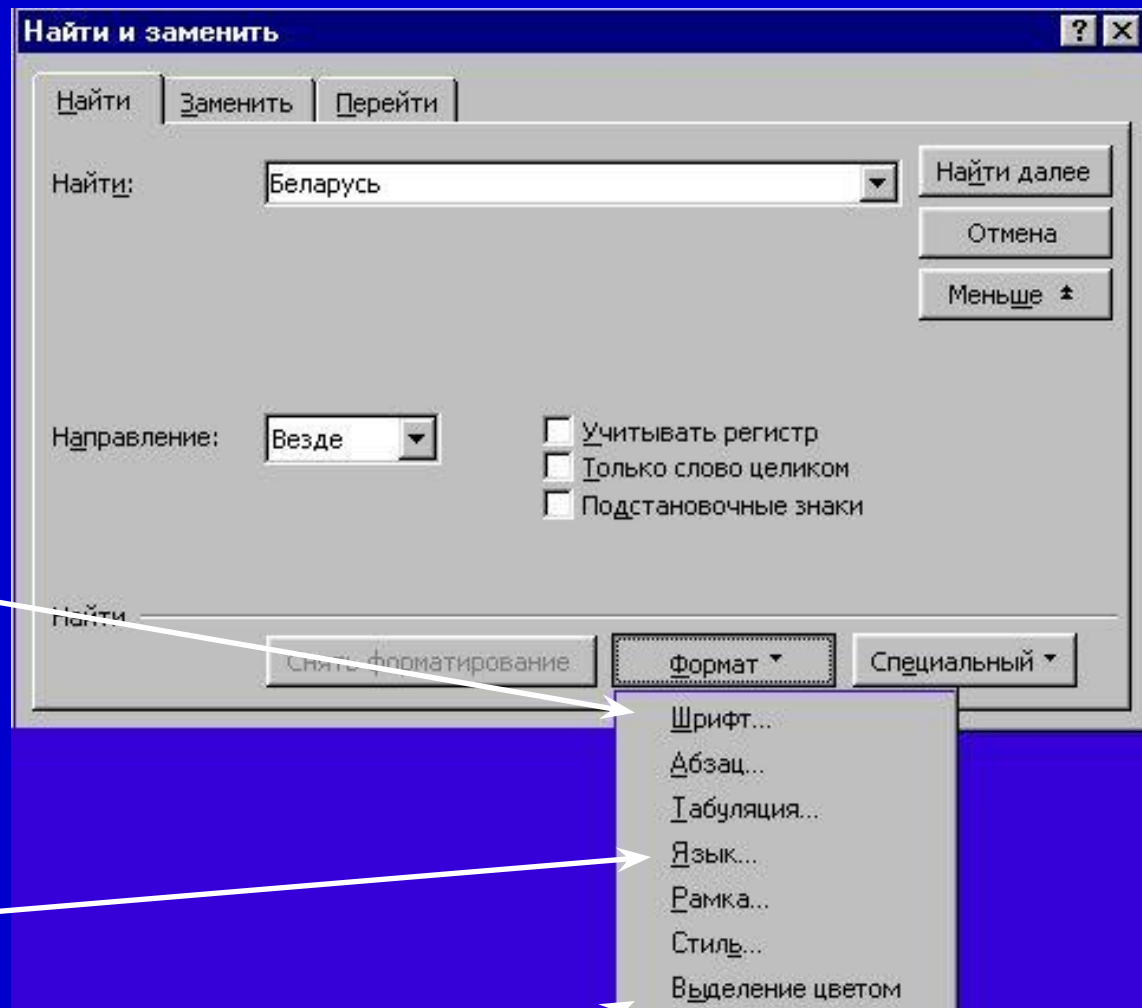 Найти и заменить
Найти Заменить Перейти
Найти: Беларусь Найти далее
Отмена
Меньше
Направление: Везде
Учитывать регистр
Только слово целиком
Подстановочные знаки
Найти
Снять форматирование Формат Специальный
Шрифт...
Абзац...
Табуляция...
Язык...
Рамка...
Стиль...
Выделение цветом